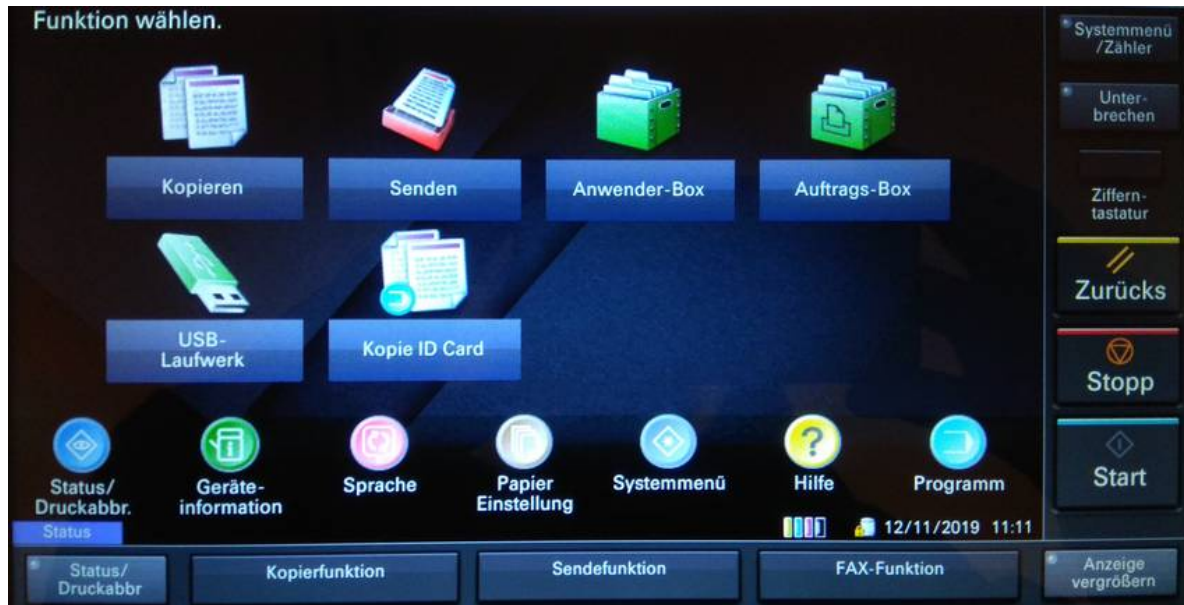 Funktion wählen.
Systemmenü
/Zähler
Unter-
brechen
Ziffern-
tastatur
Zurücks
Stopp
Start
Kopieren
Senden
Anwender-Box
Auftrags-Box
USB-
Laufwerk
Kopie ID Card
Status/
Druckabbr.
Geräte-
information
Sprache
Papier
Einstellung
Systemmenü
Hilfe
Programm
Status
12/11/2019 11:11
Status/
Druckabbr
Kopierfunktion
Sendefunktion
FAX-Funktion
Anzeige
vergrößern